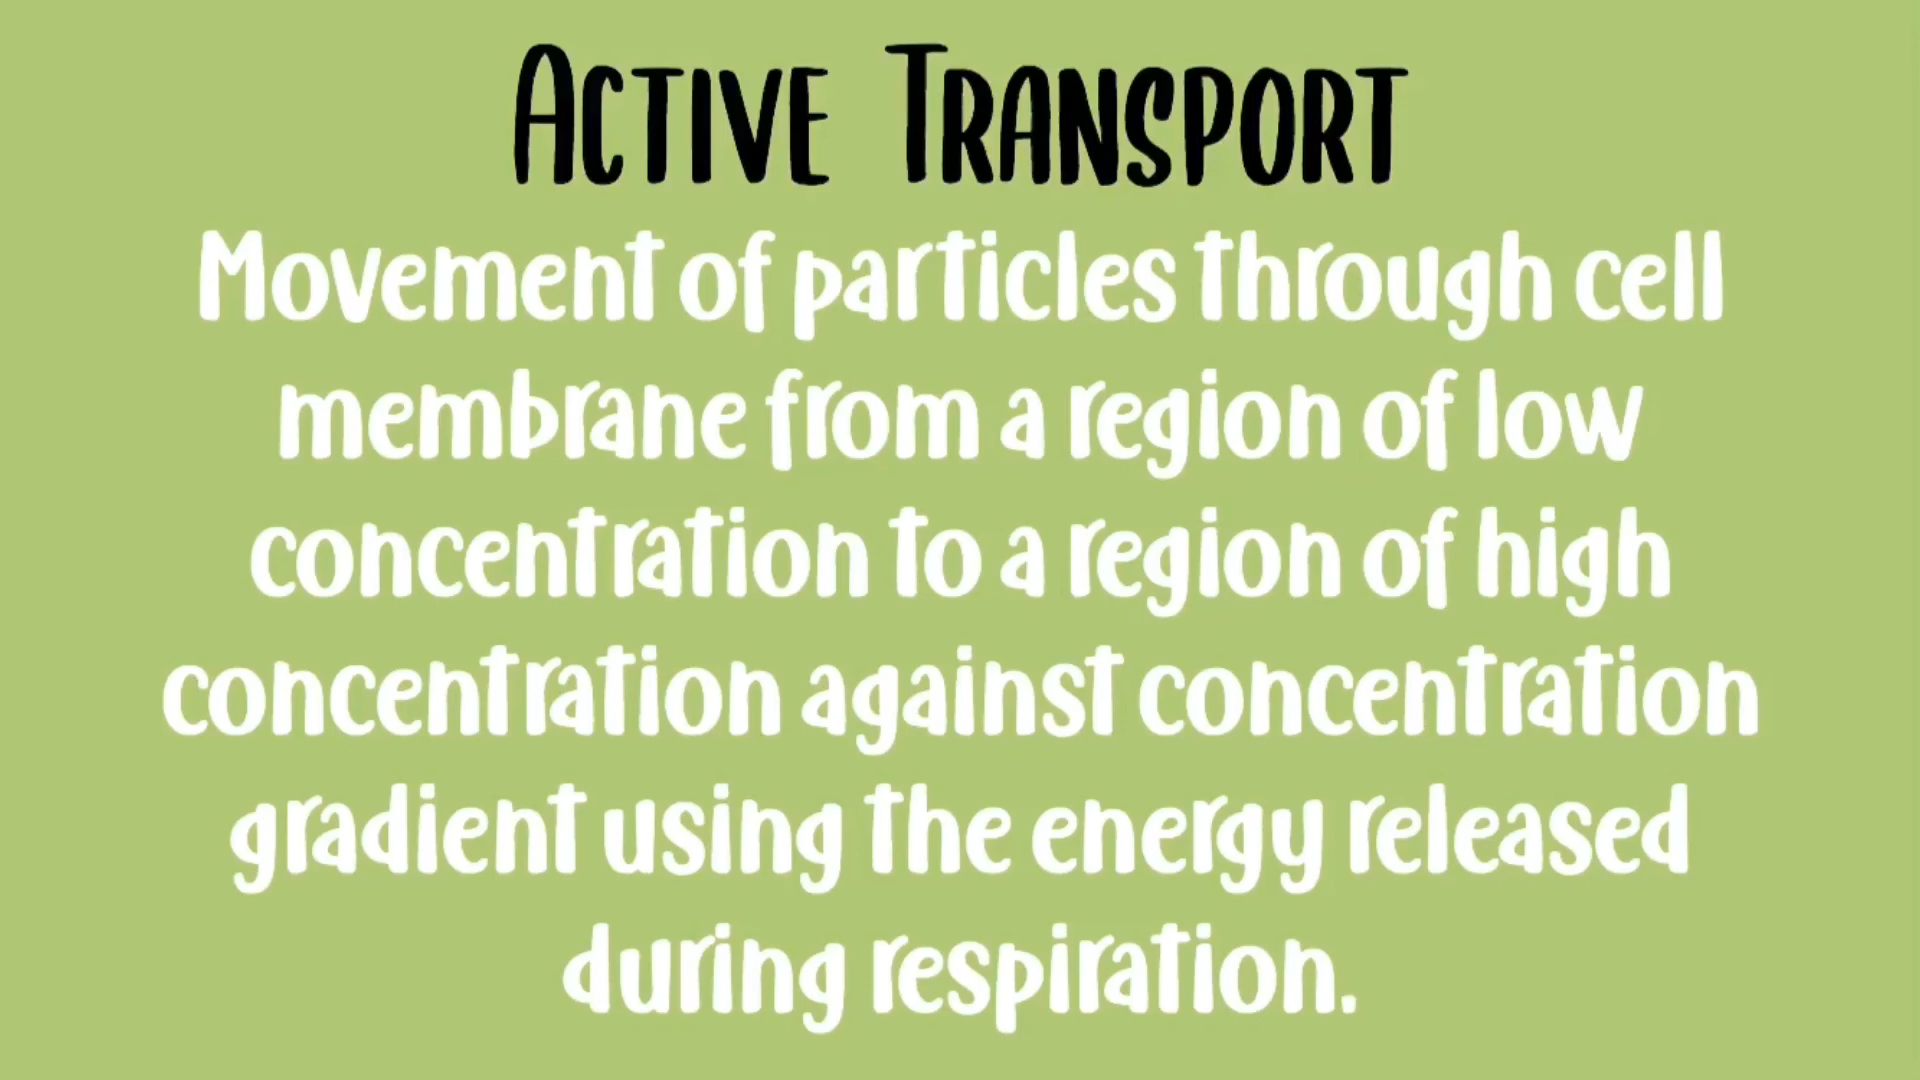 Active Transport
Movement of particles through cell
membrane from a region of low
concentration to a region of high
concentration against concentration
gradient using the energy released
during respiration.